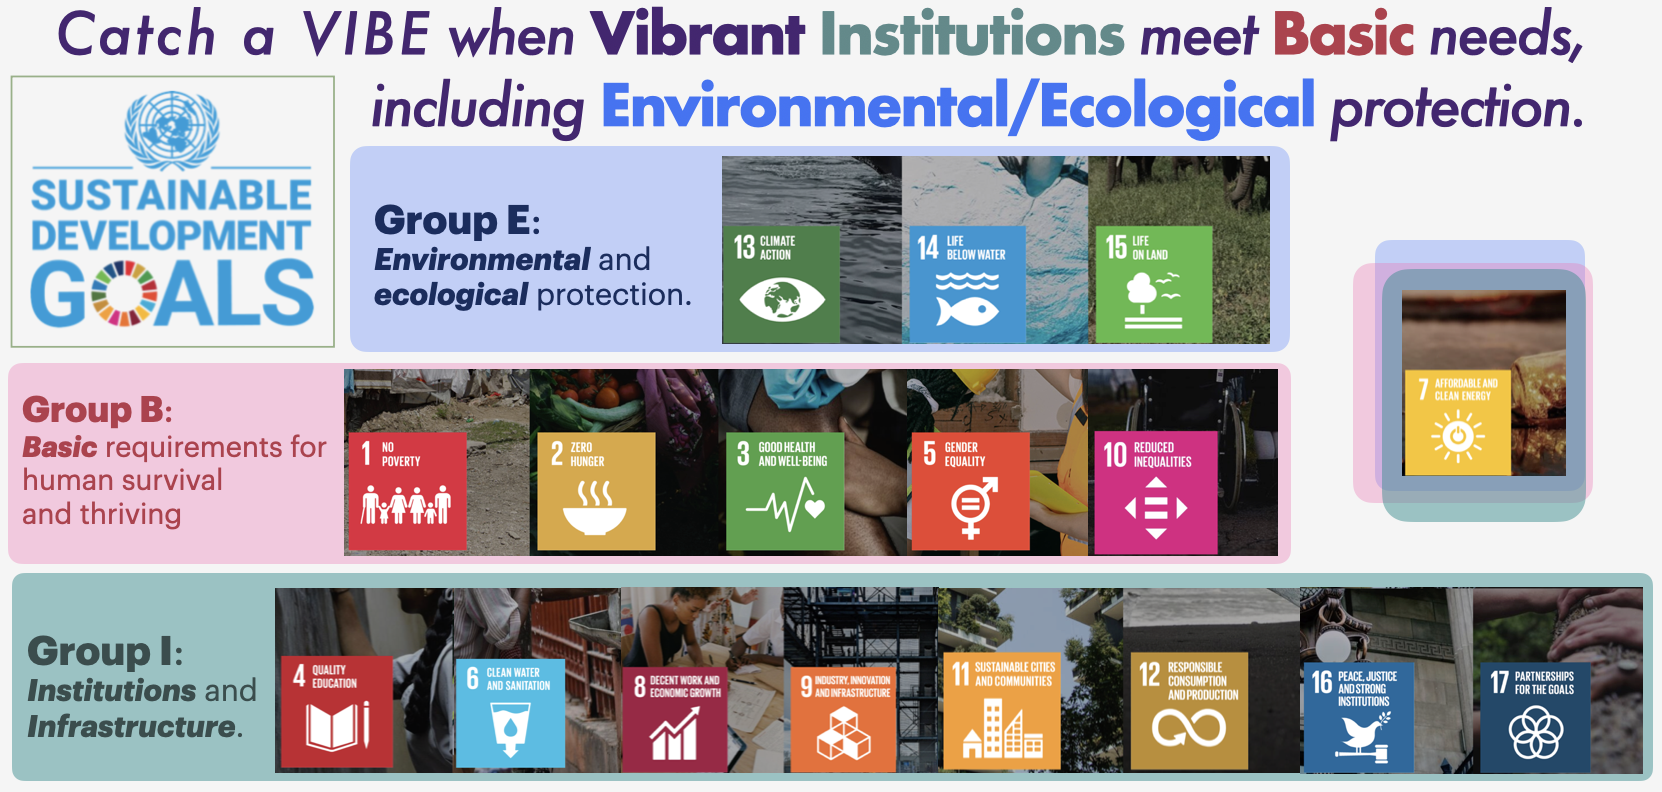 Catch a VIBE when Vibrant Institutions meet Basic needs,
including Environmental/Ecological protection.
SUSTAINABLE
DEVELOPMENT
GOALS
Group E:
Environmental and
ecological protection.
13 CLIMATE
ACTION
14 LIFE
BELOW WATER
15 LIFE
ON LAND
7 AFFORDABLE AND
CLEAN ENERGY
Group B:
Basic requirements for
human survival
and thriving
1 NO
POVERTY
2 ZERO
HUNGER
3 GOOD HEALTH
AND WELL-BEING
5 GENDER
EQUALITY
10 REDUCED
INEQUALITIES
Group I:
Institutions and
Infrastructure.
4 QUALITY
EDUCATION
6 CLEAN WATER
AND SANITATION
8 DECENT WORK AND
ECONOMIC GROWTH
9 INDUSTRY, INNOVATION
AND INFRASTRUCTURE
11 SUSTAINABLE CITIES
AND COMMUNITIES
12 RESPONSIBLE
CONSUMPTION
AND PRODUCTION
16 PEACE, JUSTICE
AND STRONG
INSTITUTIONS
17 PARTNERSHIPS
FOR THE GOALS